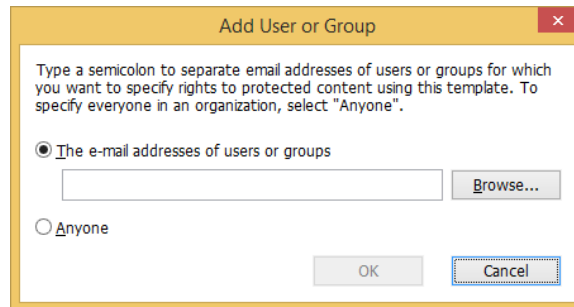 Add User or Group
Type a semicolon to separate email addresses of users or groups for which
you want to specify rights to protected content using this template. To
specify everyone in an organization, select "Anyone".
The e-mail addresses of users or groups
Browse...
Anyone
OK
Cancel